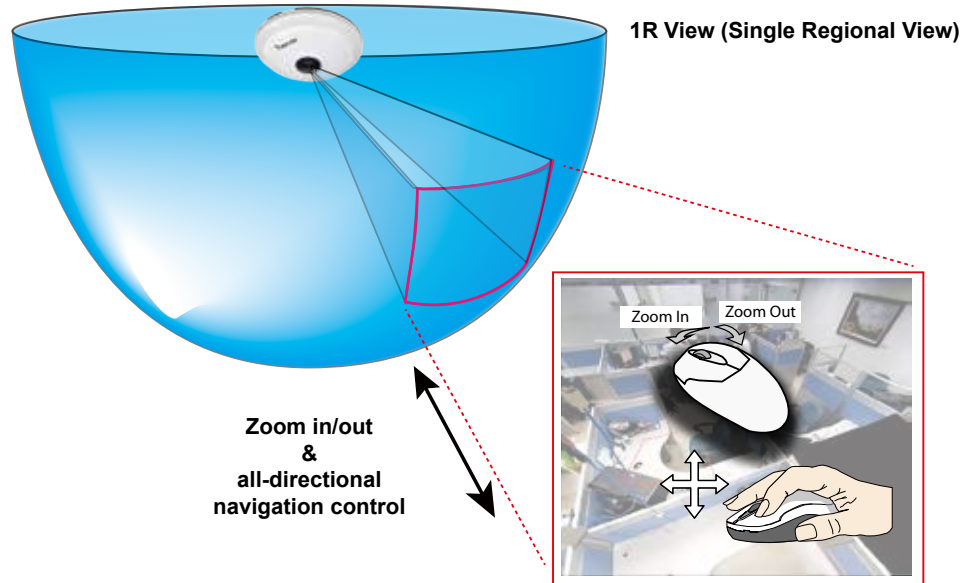 1R View (Single Regional View)
Zoom In
Zoom Out
Zoom in/out
&
all-directional
navigation control